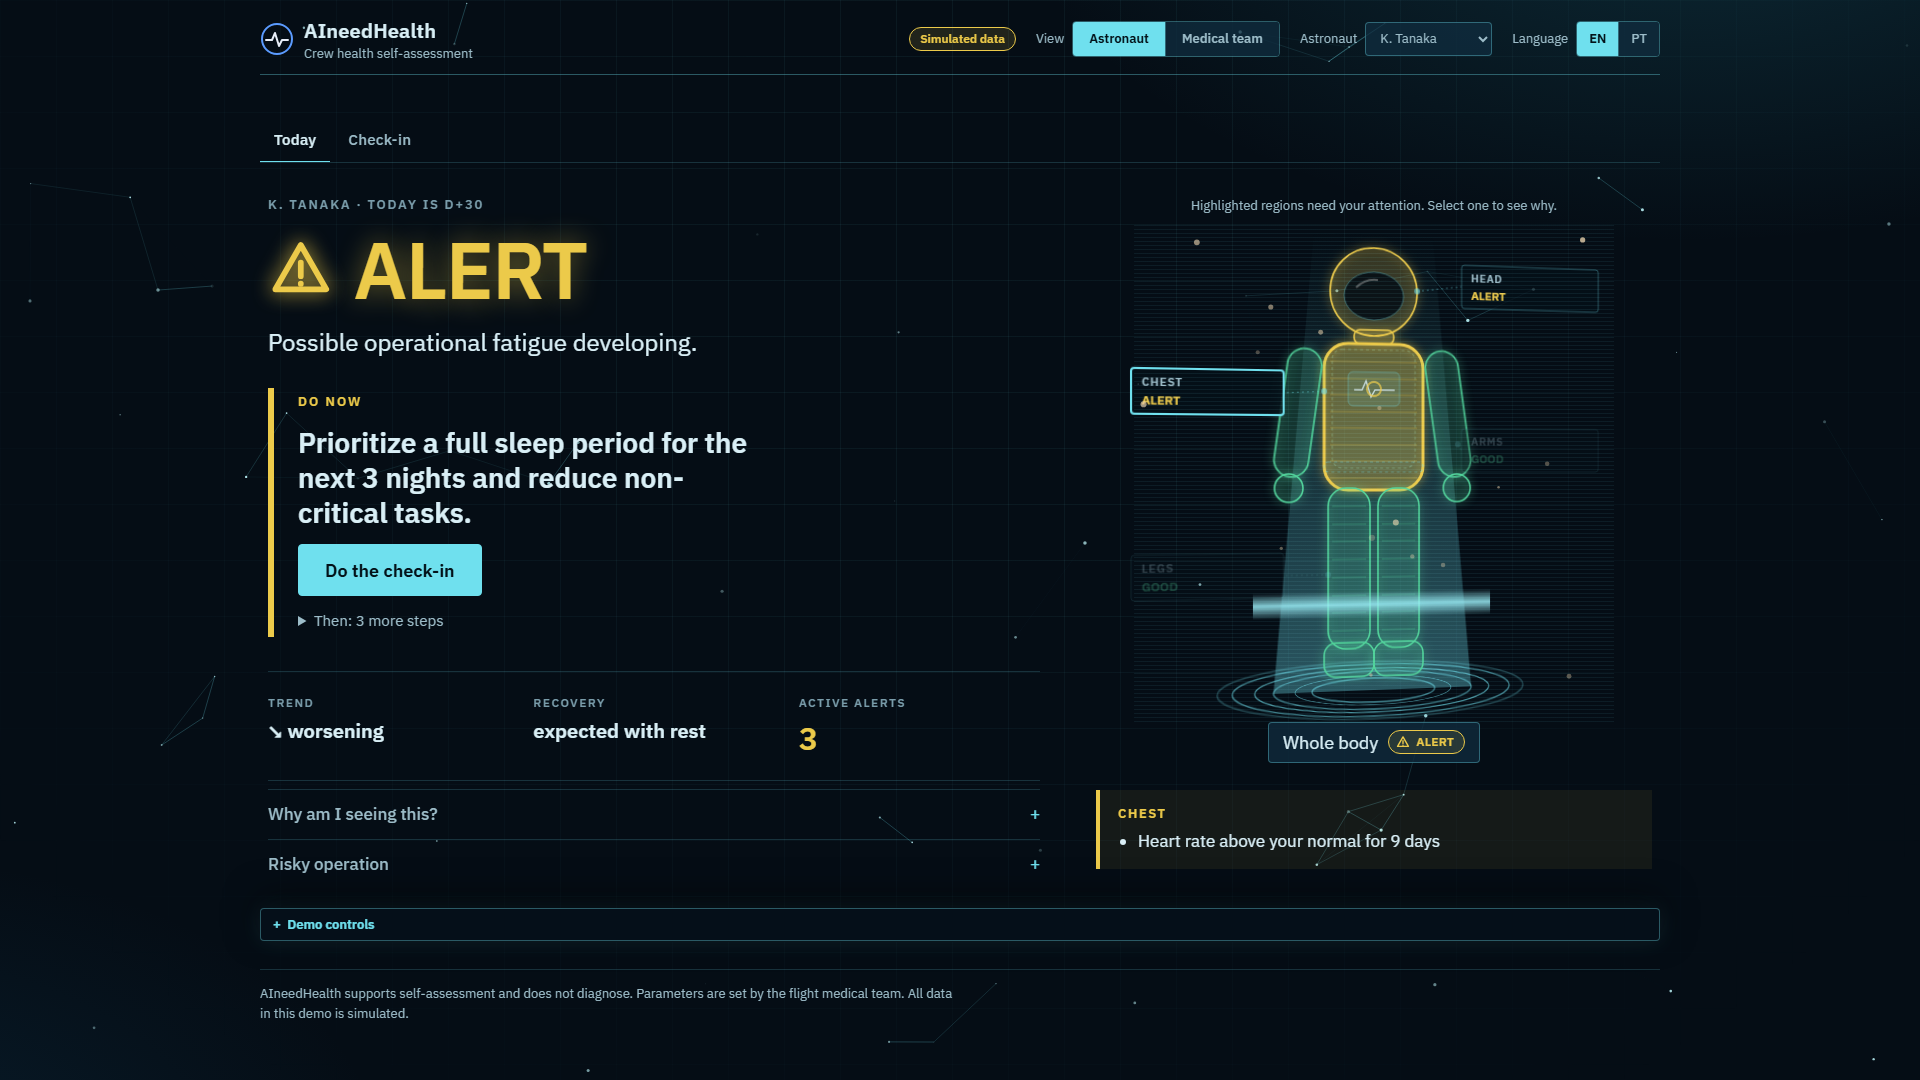 AIneedHealth
Crew health self-assessment
Simulated data
View
Astronaut
Medical team
Astronaut
K. Tanaka
Language
EN
PT
Today
Check-in
K. TANAKA · TODAY IS D+30
ALERT
Possible operational fatigue developing.
DO NOW
Prioritize a full sleep period for the
next 3 nights and reduce non-
critical tasks.
Do the check-in
Then: 3 more steps
TREND
↘ worsening
RECOVERY
expected with rest
ACTIVE ALERTS
3
Why am I seeing this?
+
Risky operation
+
Highlighted regions need your attention. Select one to see why.
HEAD
ALERT
CHEST
ALERT
ARMS
GOOD
LEGS
GOOD
Whole body
ALERT
CHEST
• Heart rate above your normal for 9 days
+ Demo controls
AIneedHealth supports self-assessment and does not diagnose. Parameters are set by the flight medical team. All data
in this demo is simulated.